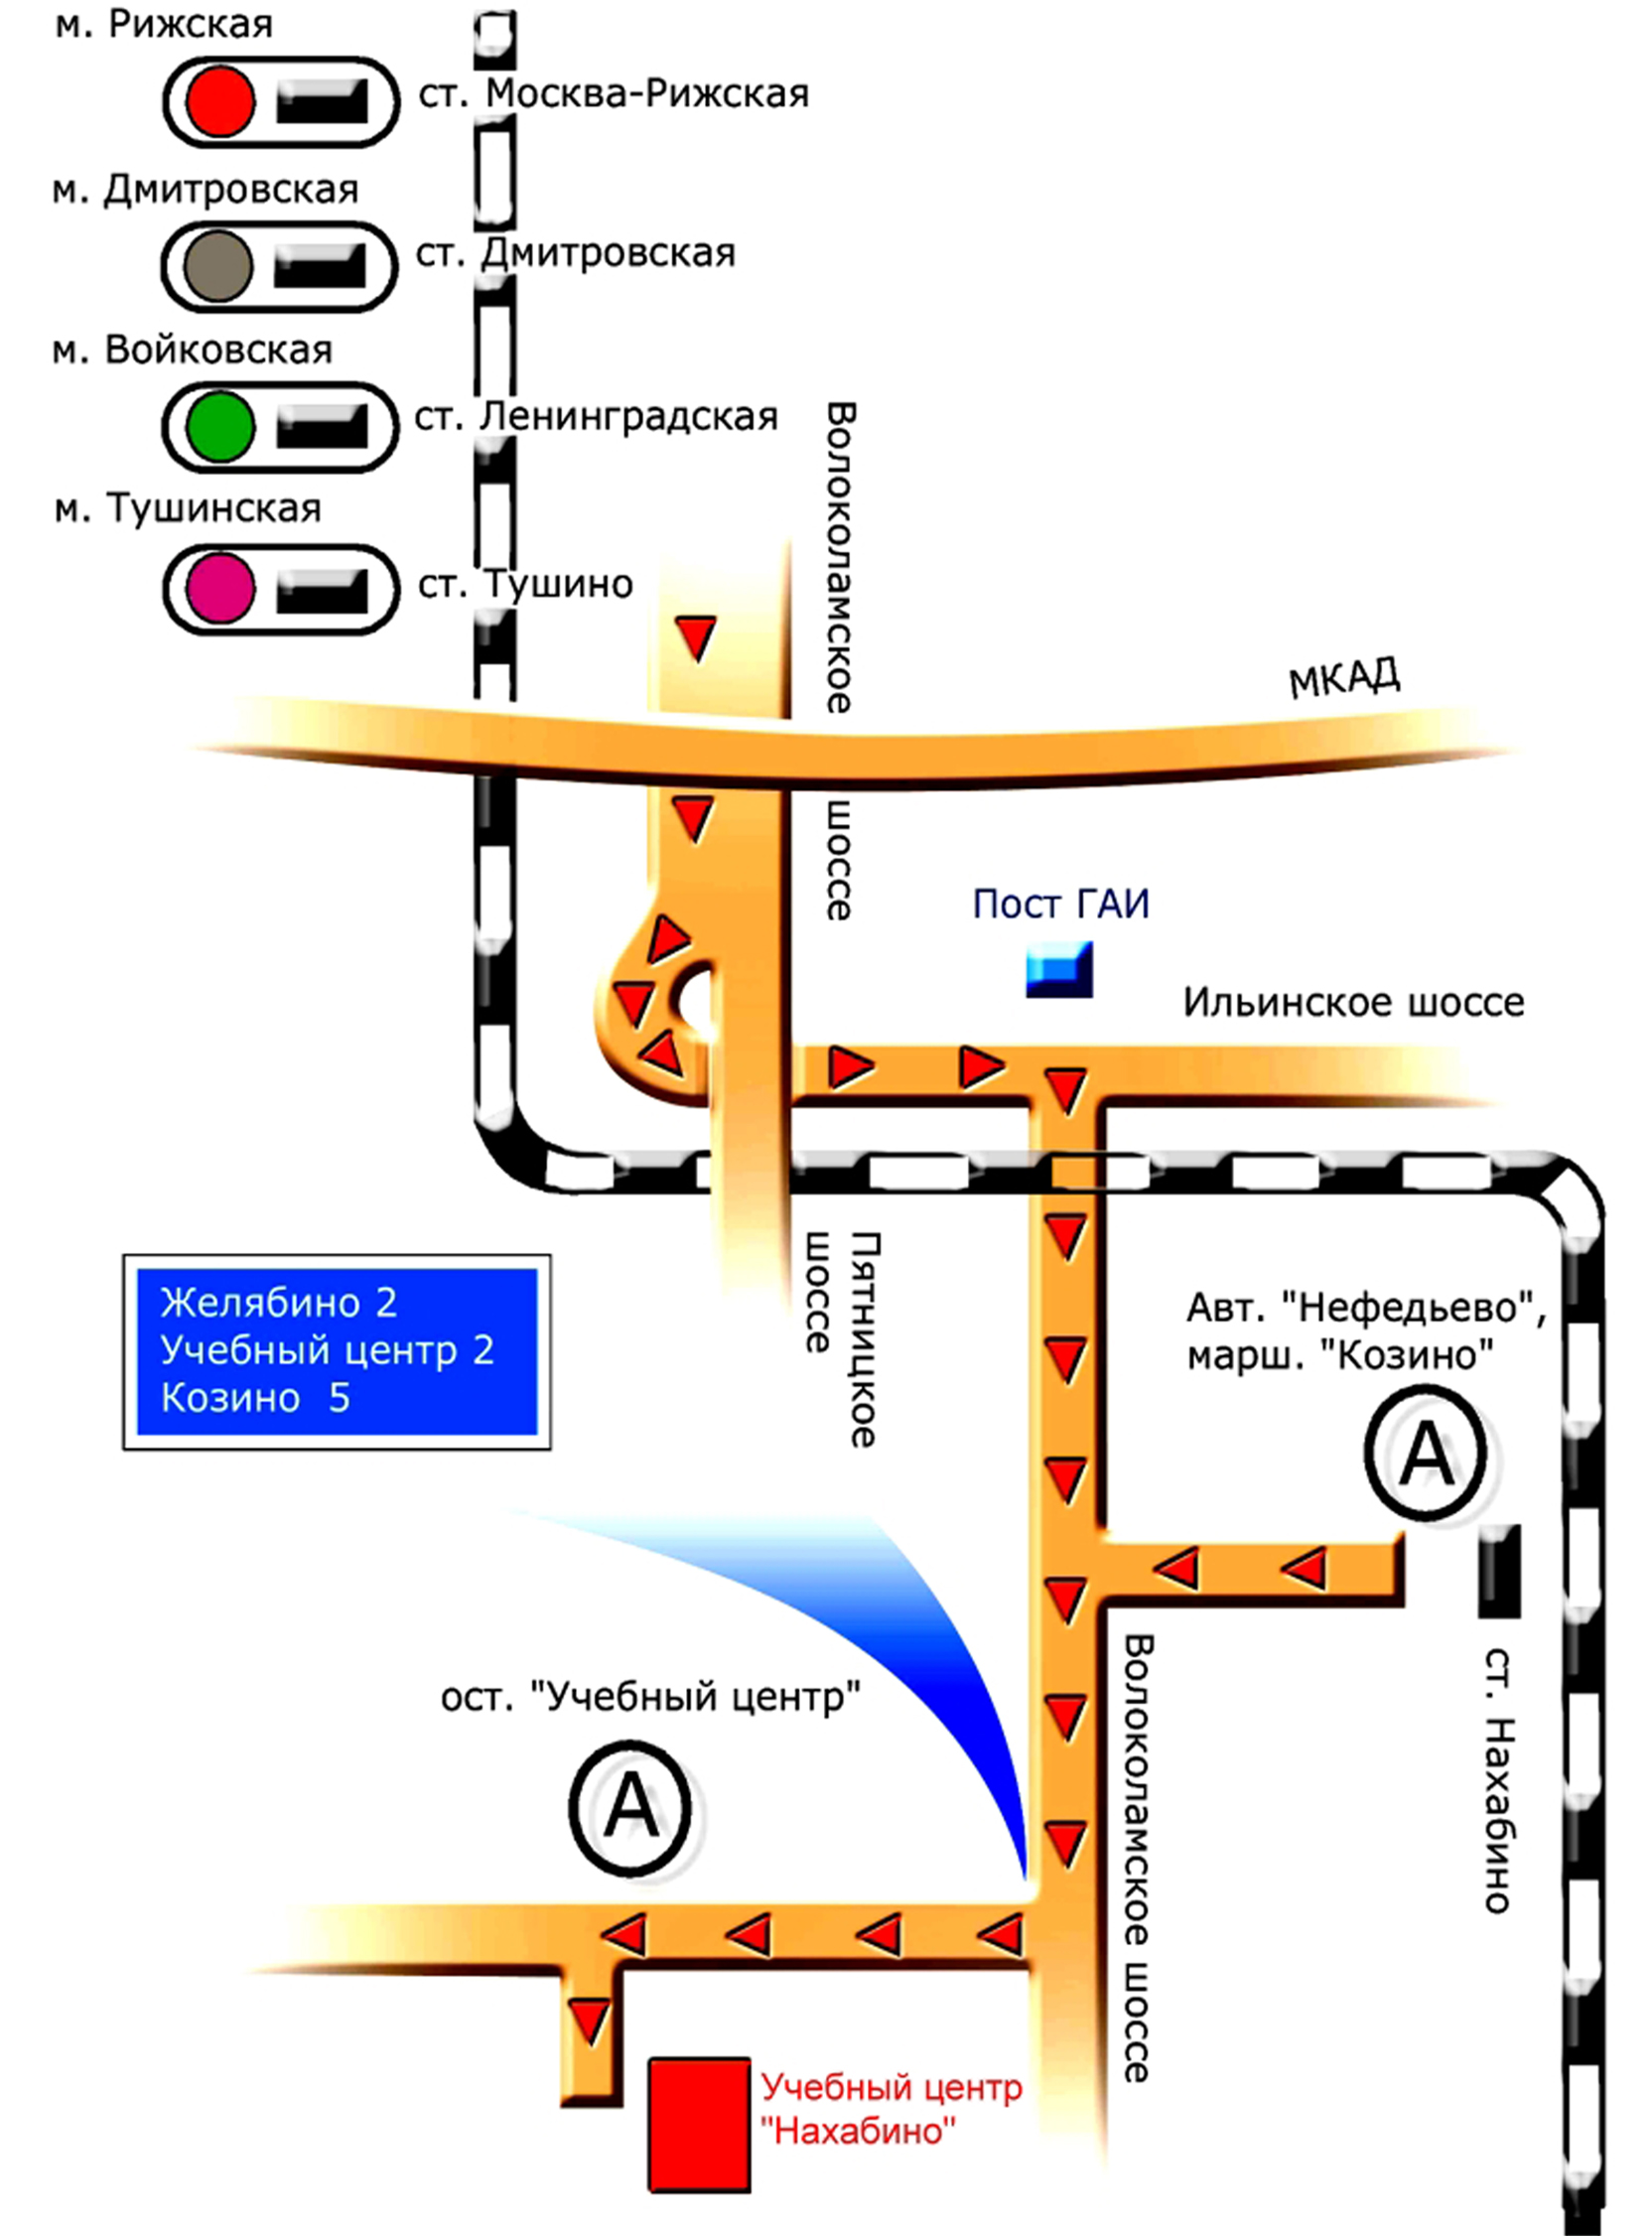 м. Рижская
ст. Москва-Рижская
м. Дмитровская
ст. Дмитровская
м. Войковская
ст. Ленинградская
м. Тушинская
ст. Тушино
Волоколамское шоссе
МКАД
Пост ГАИ
Ильинское шоссе
Пятницкое
шоссе
Желябино 2
Учебный центр 2
Козино 5
Авт. "Нефедьево",
марш. "Козино"
А
ст. Нахабино
Волоколамское шоссе
ост. "Учебный центр"
А
Учебный центр
"Нахабино"